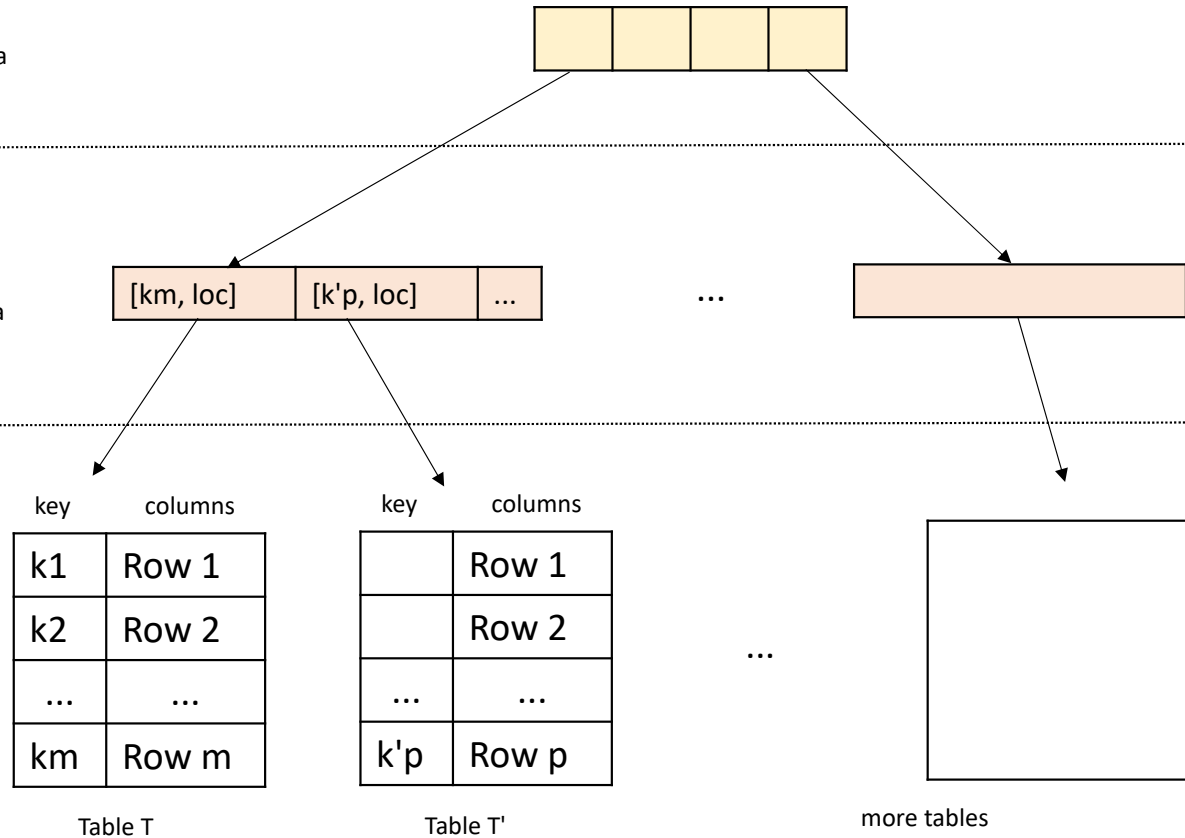 a
[km, loc] [k'p, loc] ... ...
a
key columns key columns
k1 Row 1 Row 1
k2 Row 2 Row 2
... ... ... ... ...
km Row m k'p Row p
Table T Table T' more tables